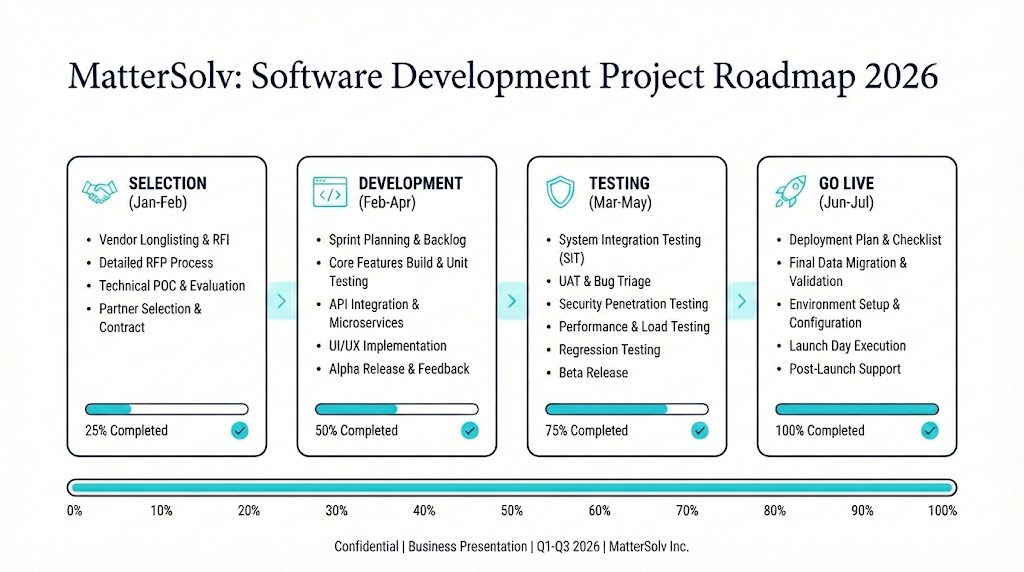 MatterSolv: Software Development Project Roadmap 2026
SELECTION
(Jan-Feb)
• Vendor Longlisting & RFI
• Detailed RFP Process
• Technical POC & Evaluation
• Partner Selection &
Contract
25% Completed
DEVELOPMENT
(Feb-Apr)
• Sprint Planning & Backlog
• Core Features Build & Unit
Testing
• API Integration &
Microservices
• UI/UX Implementation
• Alpha Release & Feedback
50% Completed
TESTING
(Mar-May)
• System Integration Testing
(SIT)
• UAT & Bug Triage
• Security Penetration Testing
• Performance & Load Testing
• Regression Testing
• Beta Release
75% Completed
GO LIVE
(Jun-Jul)
• Deployment Plan & Checklist
• Final Data Migration &
Validation
• Environment Setup &
Configuration
• Launch Day Execution
• Post-Launch Support
100% Completed
0% 10% 20% 30% 40% 50% 60% 70% 80% 90% 100%
Confidential | Business Presentation | Q1-Q3 2026 | MatterSolv Inc.